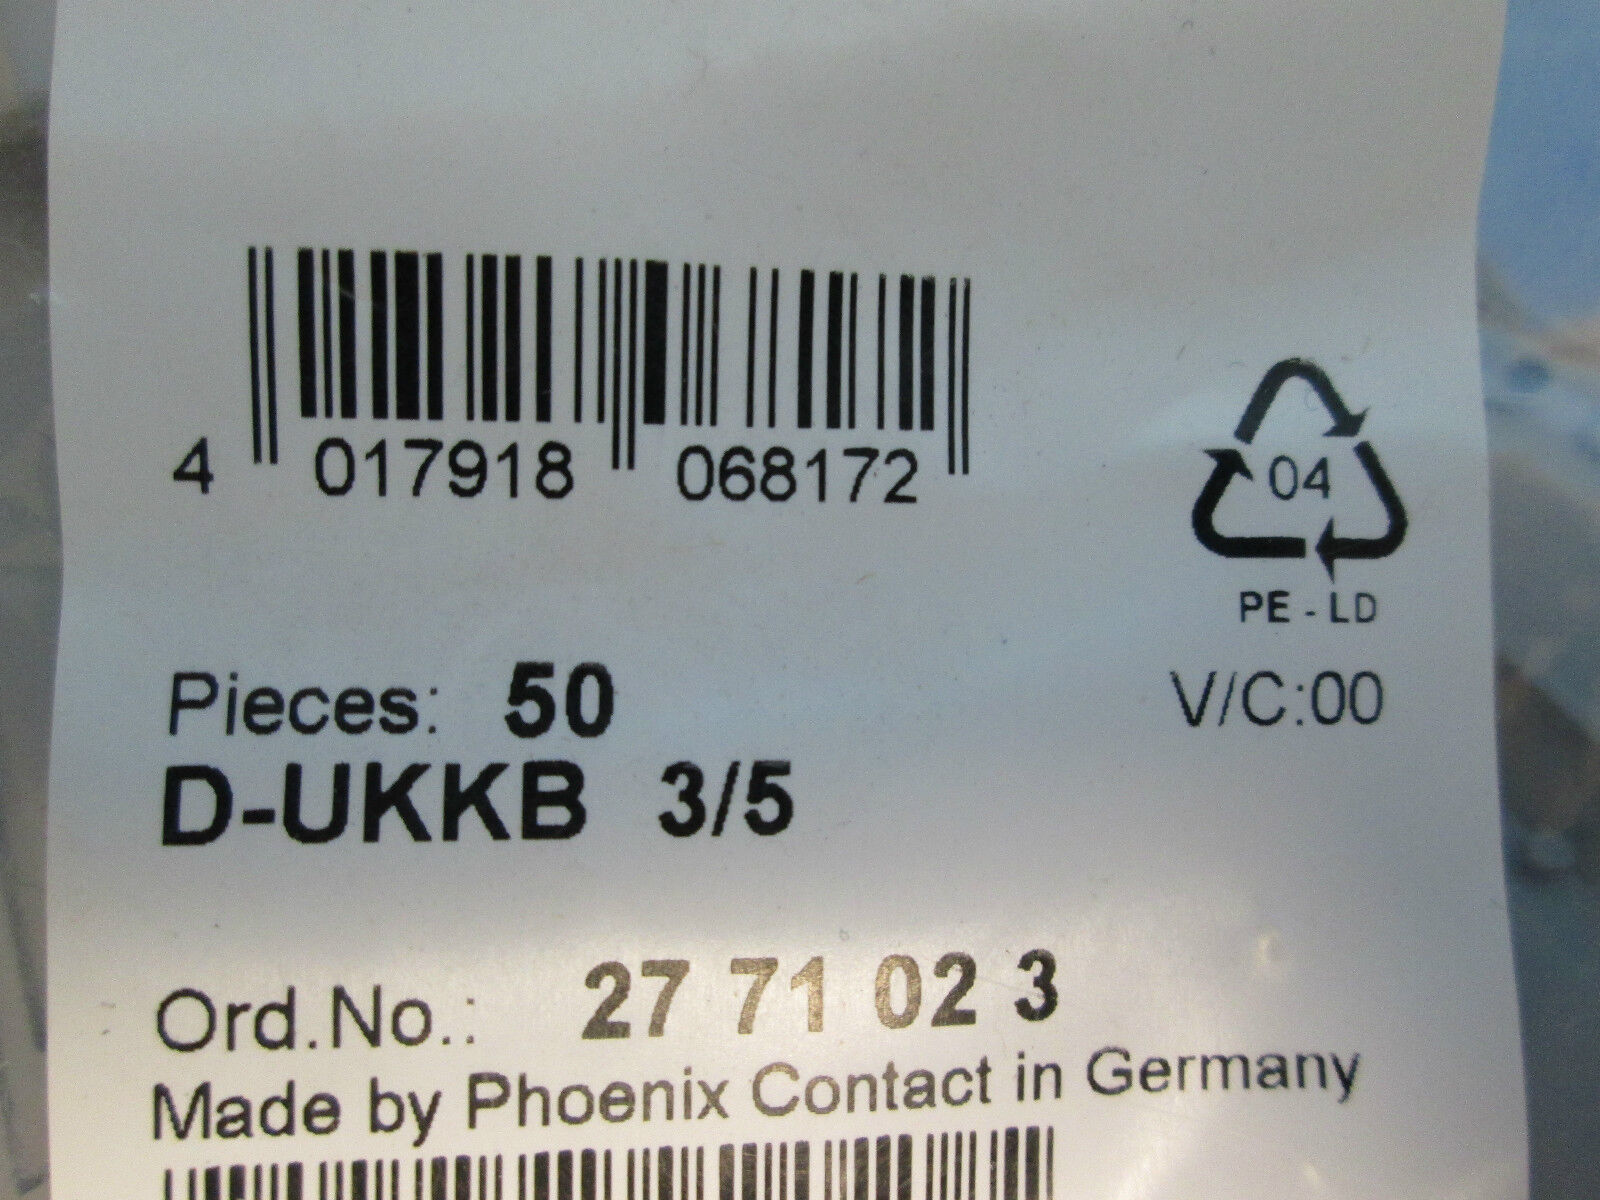 4 017918 068172
04
PE - LD
Pieces: 50
V/C:00
D-UKKB 3/5
Ord.No.: 27 71 02 3
Made by Phoenix Contact in Germany